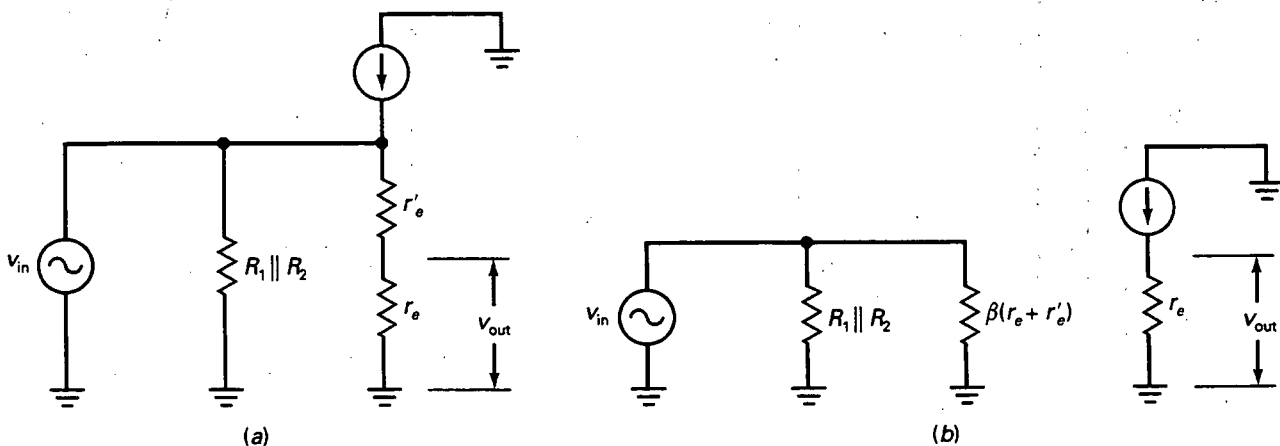 v_in
R_1 || R_2
r'_e
r_e
v_out
(a)
v_in
R_1 || R_2
β(r_e + r'_e)
r_e
v_out
(b)